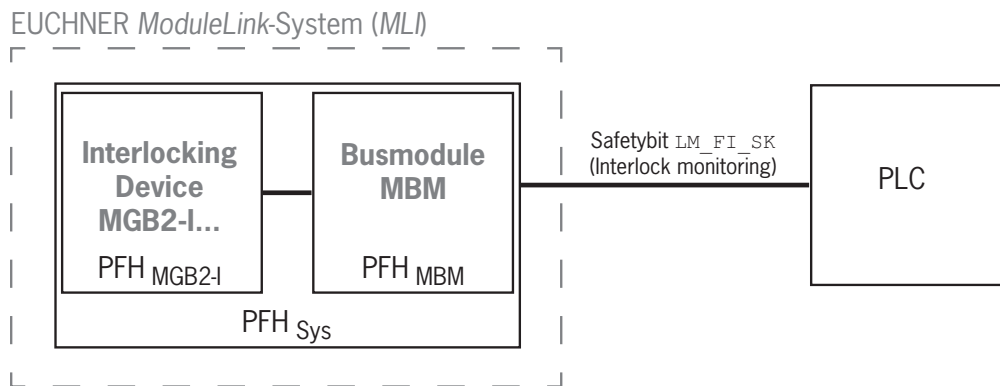 EUCHNER ModuleLink-System (MLI)
Interlocking
Device
MGB2-I...
PFH MGB2-I
Busmodule
MBM
PFH MBM
PFH Sys
Safetybit LM_FI_SK
(Interlock monitoring)
PLC